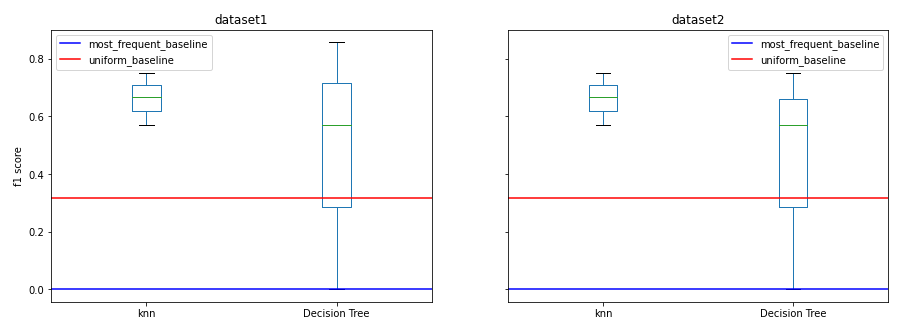 dataset1
dataset2
most_frequent_baseline
uniform_baseline
most_frequent_baseline
uniform_baseline
f1 score
0.8
0.6
0.4
0.2
0.0
knn
Decision Tree
knn
Decision Tree